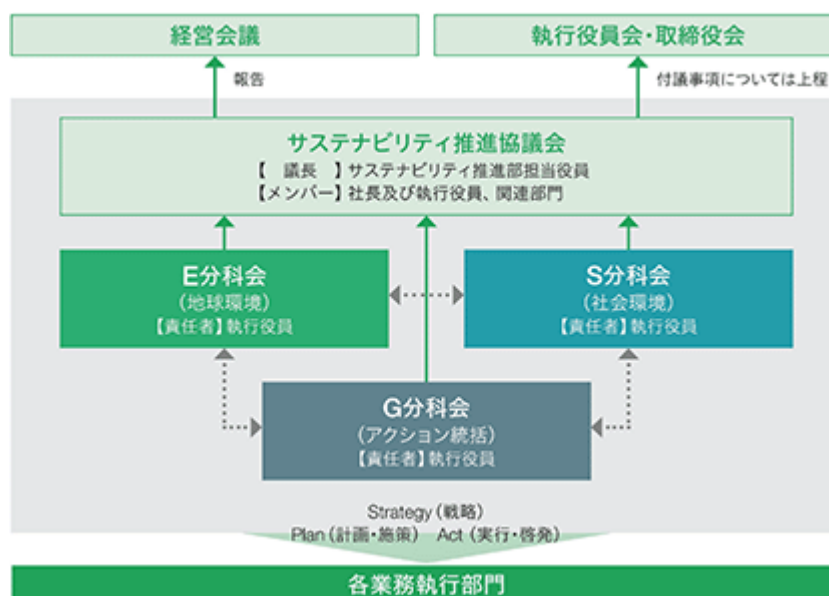 経営会議
執行役員会・取締役会
報告
付議事項については上程
サステナビリティ推進協議会
【　議長　】サステナビリティ推進部担当役員
【メンバー】社長及び執行役員、関連部門
E分科会
(地球環境)
【責任者】執行役員
S分科会
(社会環境)
【責任者】執行役員
G分科会
(アクション統括)
【責任者】執行役員
Strategy(戦略)
Plan(計画・施策)　Act(実行・啓発)
各業務執行部門